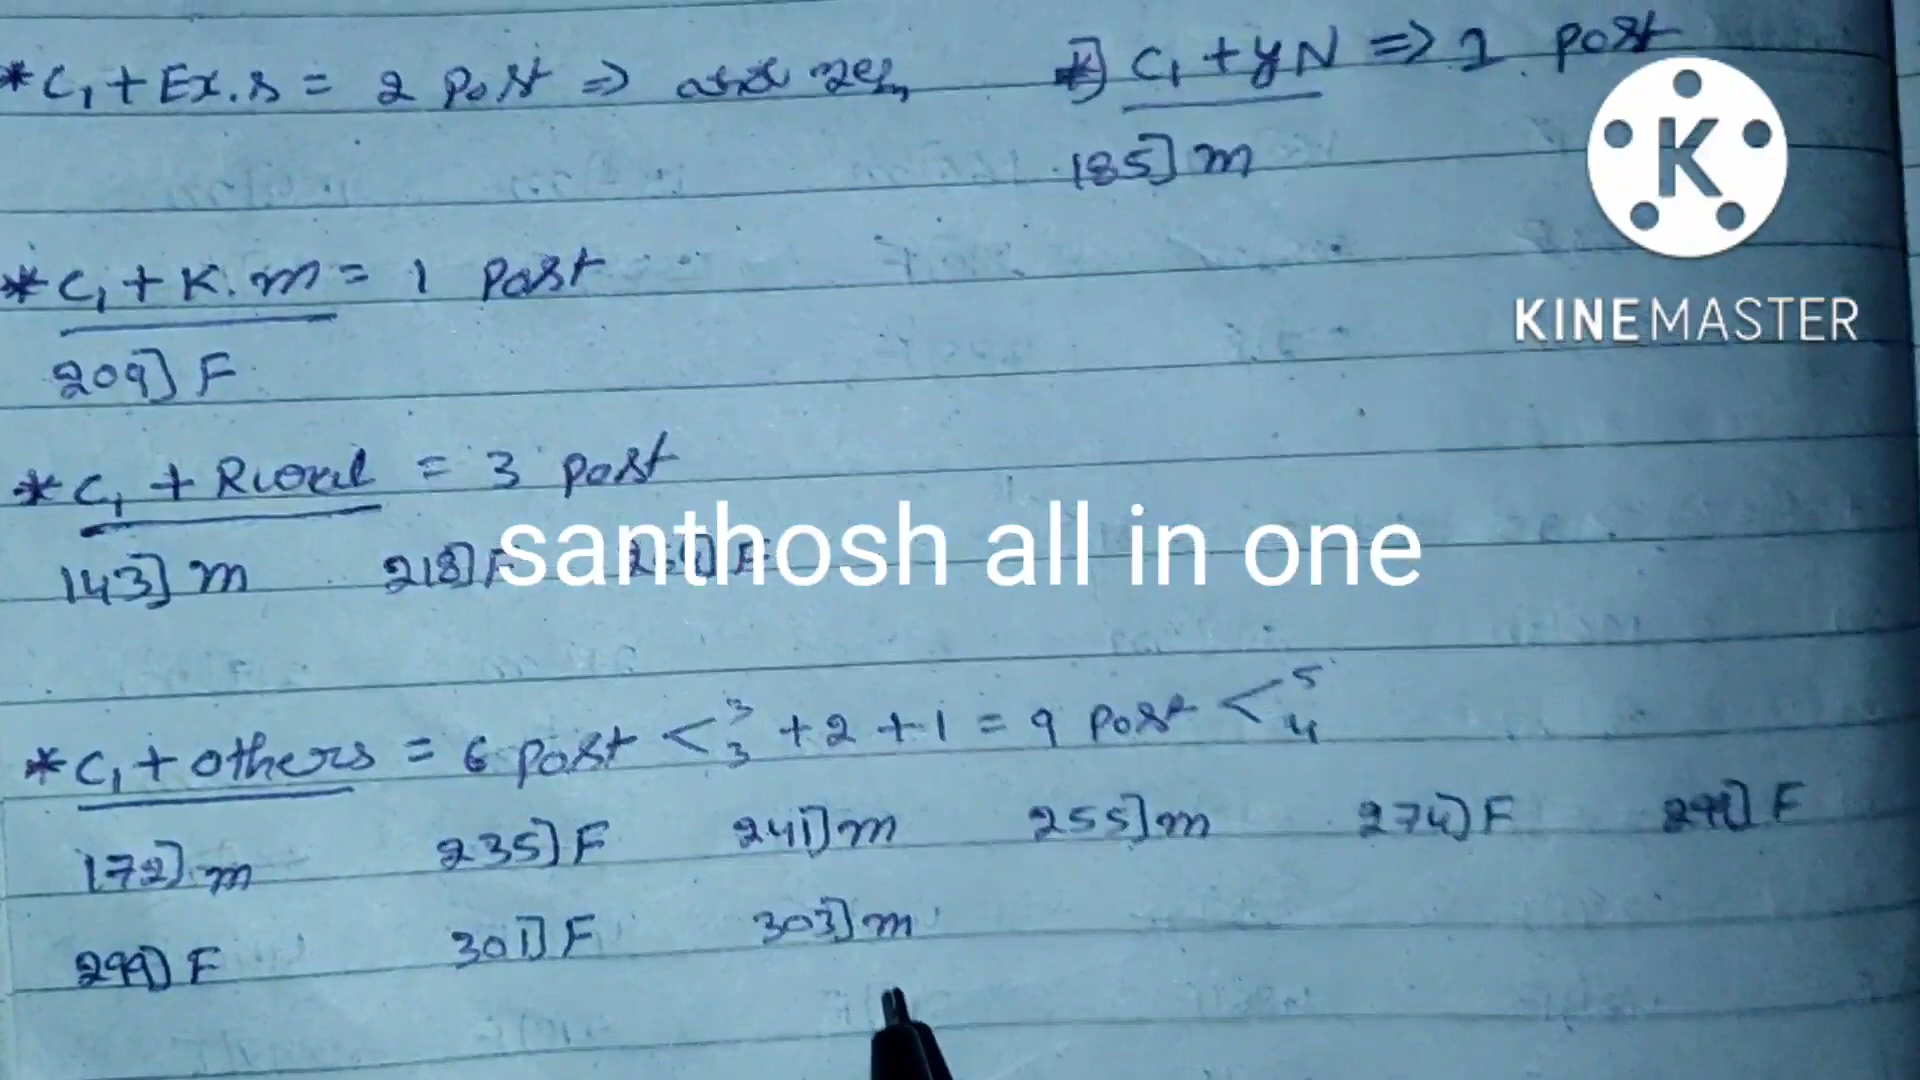 *C1 + Ex.s = 2 Post =>
*] C1 + YN => 1 post
185] m
*C1 + K.m = 1 Post
209] F
*C1 + Rural = 3 post
143] m 218] F
*C1 + others = 6 post < 3 3 + 2 + 1 = 9 post < 5 4
172] m 235] F 241] m 255] m 274] F
299] F 301] F 303] m
K
KINEMASTER
santhosh all in one